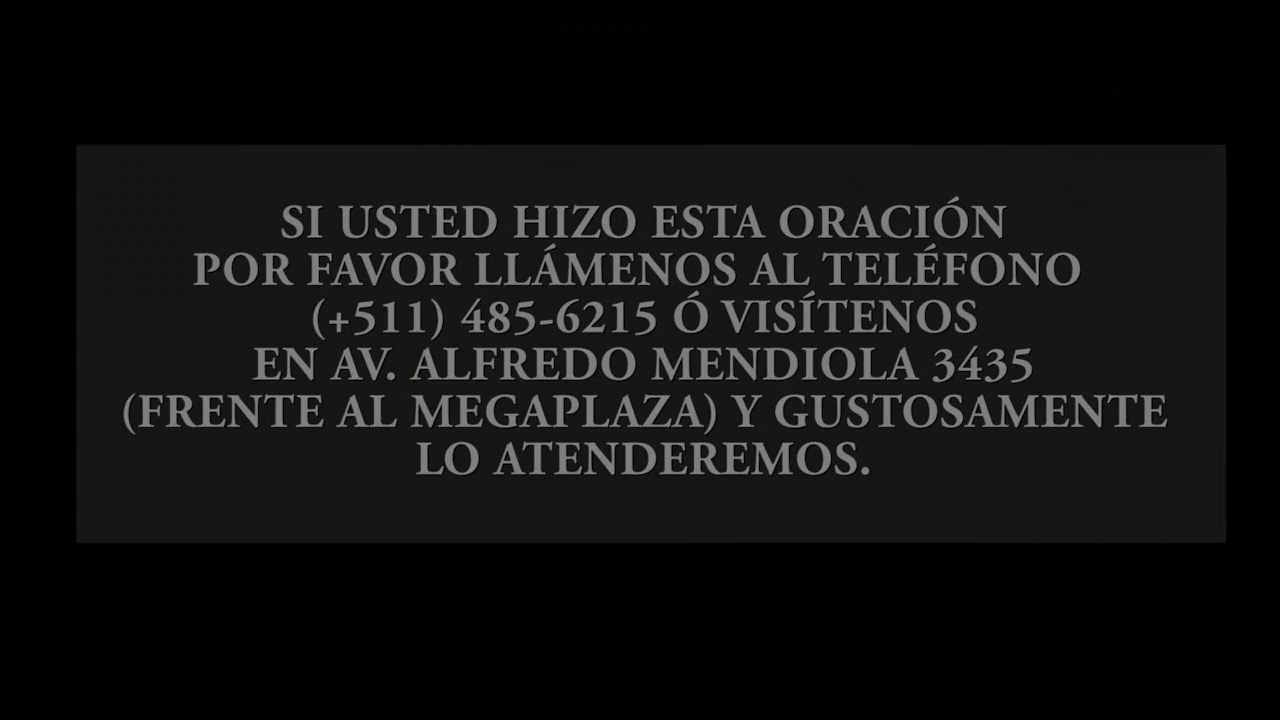 SI USTED HIZO ESTA ORACIÓN
POR FAVOR LLÁMENOS AL TELÉFONO
(+511) 485-6215 Ó VISÍTENOS
EN AV. ALFREDO MENDIOLA 3435
(FRENTE AL MEGAPLAZA) Y GUSTOSAMENTE
LO ATENDEREMOS.